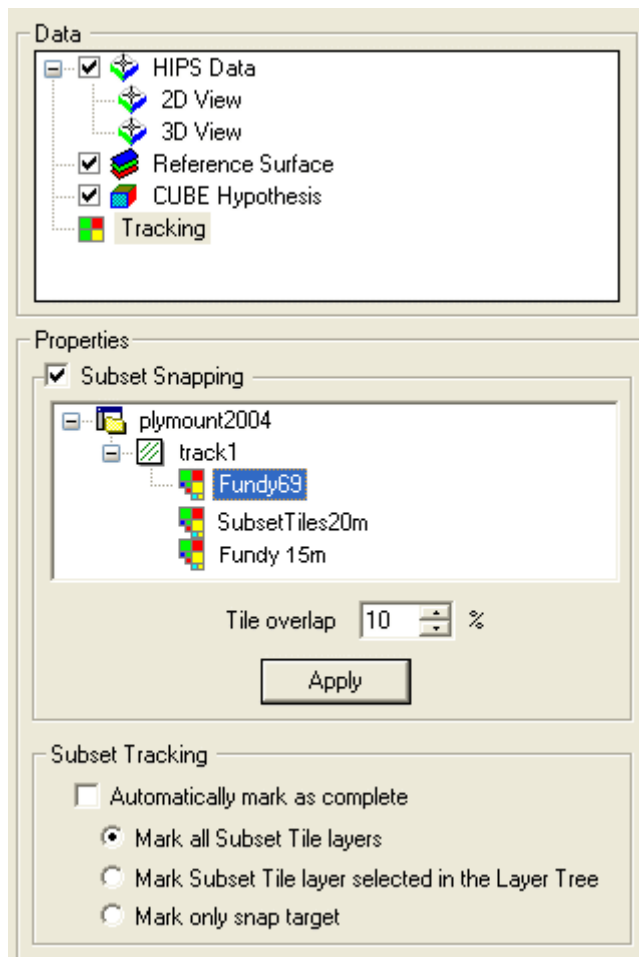 Data
HIPS Data
2D View
3D View
Reference Surface
CUBE Hypothesis
Tracking
Properties
Subset Snapping
plymount2004
track1
Fundy69
SubsetTiles20m
Fundy 15m
Tile overlap 10 %
Apply
Subset Tracking
Automatically mark as complete
Mark all Subset Tile layers
Mark Subset Tile layer selected in the Layer Tree
Mark only snap target